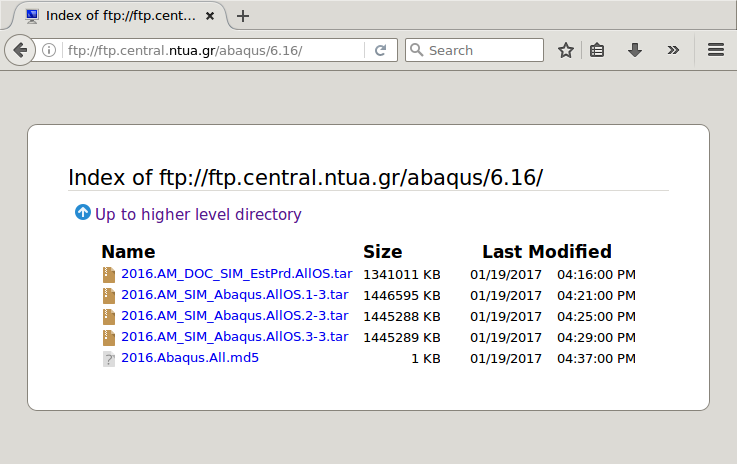 Index of ftp://ftp.cent...
ftp://ftp.central.ntua.gr/abaqus/6.16/
Search
Index of ftp://ftp.central.ntua.gr/abaqus/6.16/
Up to higher level directory
Name Size Last Modified
2016.AM_DOC_SIM_EstPrd.AllOS.tar 1341011 KB 01/19/2017 04:16:00 PM
2016.AM_SIM_Abaqus.AllOS.1-3.tar 1446595 KB 01/19/2017 04:21:00 PM
2016.AM_SIM_Abaqus.AllOS.2-3.tar 1445288 KB 01/19/2017 04:25:00 PM
2016.AM_SIM_Abaqus.AllOS.3-3.tar 1445289 KB 01/19/2017 04:29:00 PM
2016.Abaqus.All.md5 1 KB 01/19/2017 04:37:00 PM